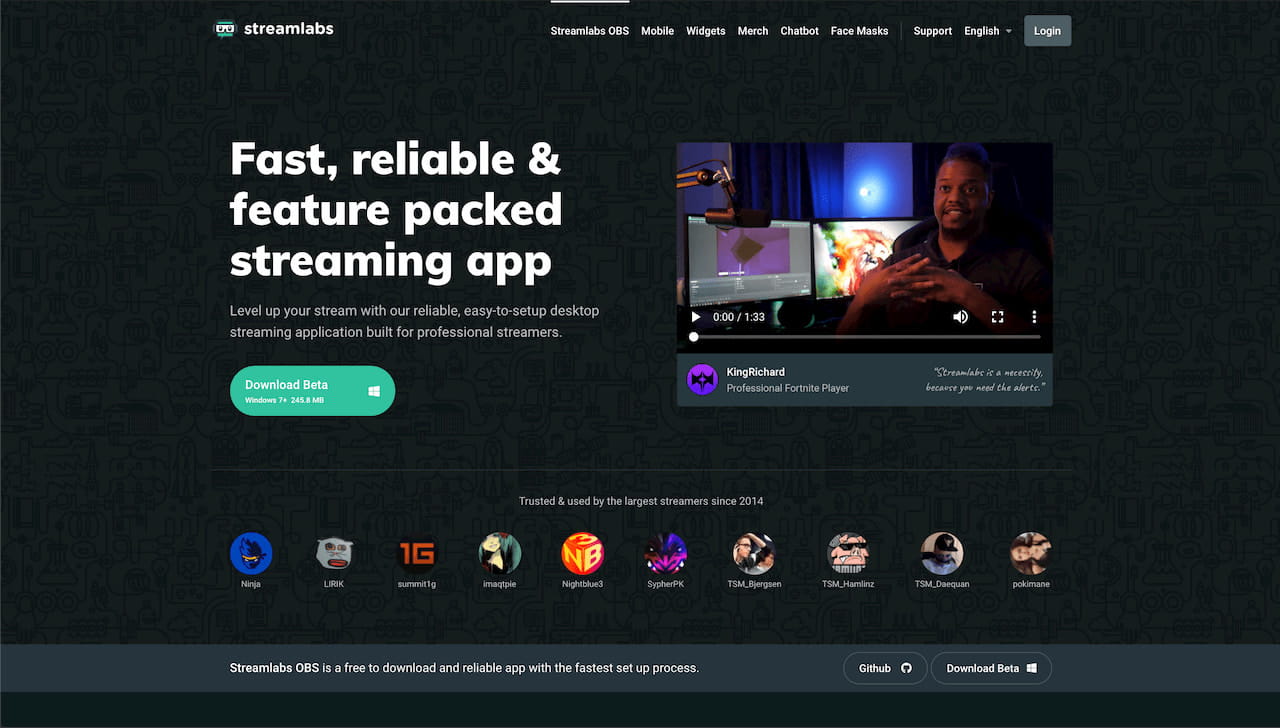 streamlabs
Streamlabs OBS Mobile Widgets Merch Chatbot Face Masks Support English Login
Fast, reliable &
feature packed
streaming app
Level up your stream with our reliable, easy-to-setup desktop
streaming application built for professional streamers.
Download Beta
Windows 7+ 245.8 MB
0:00 / 1:33
KingRichard
Professional Fortnite Player
"Streamlabs is a necessity,
because you need the alerts."
Trusted & used by the largest streamers since 2014
1G
NB
Ninja LIRIK summit1g imaqtpie Nightblue3 SypherPK TSM_Bjergsen TSM_Hamlinz TSM_Daequan pokimane
Streamlabs OBS is a free to download and reliable app with the fastest set up process.
Github Download Beta